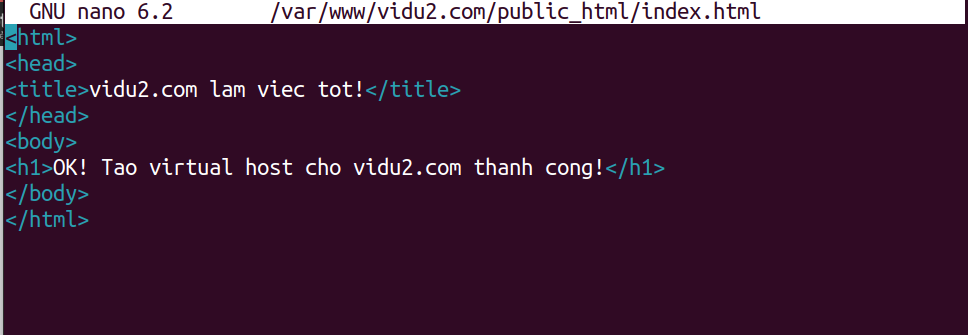 GNU nano 6.2 /var/www/vidu2.com/public_html/index.html
<html>
<head>
<title>vidu2.com lam viec tot!</title>
</head>
<body>
<h1>OK! Tao virtual host cho vidu2.com thanh cong!</h1>
</body>
</html>